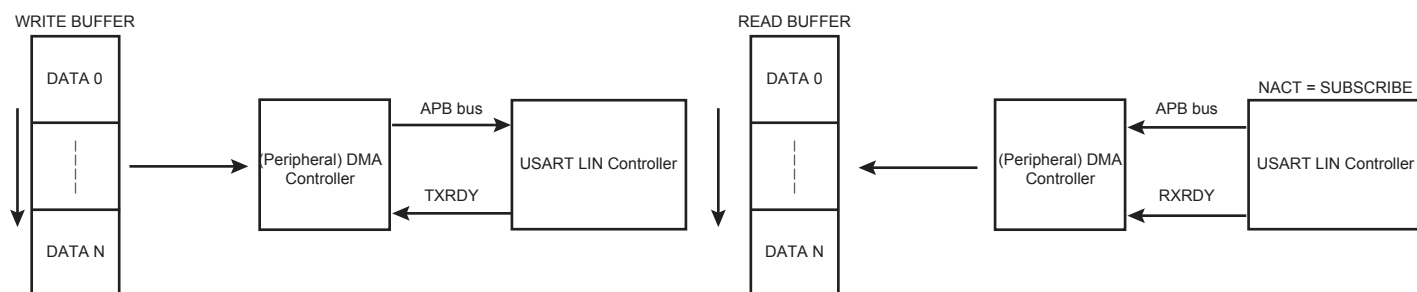 WRITE BUFFER
DATA 0
DATA N
(Peripheral) DMA
Controller
APB bus
TXRDY
USART LIN Controller
READ BUFFER
DATA 0
DATA N
(Peripheral) DMA
Controller
APB bus
RXRDY
NACT = SUBSCRIBE
USART LIN Controller